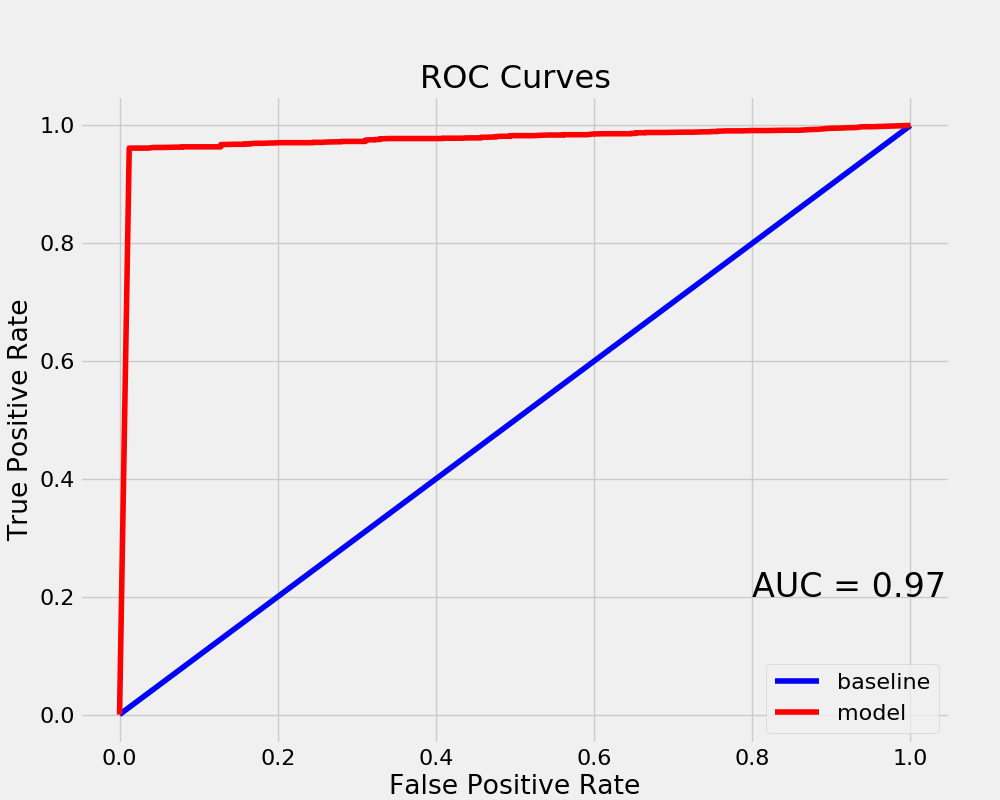 ROC Curves
True Positive Rate
1.0
0.8
0.6
0.4
0.2
0.0
AUC = 0.97
baseline
model
0.0 0.2 0.4 0.6 0.8 1.0
False Positive Rate